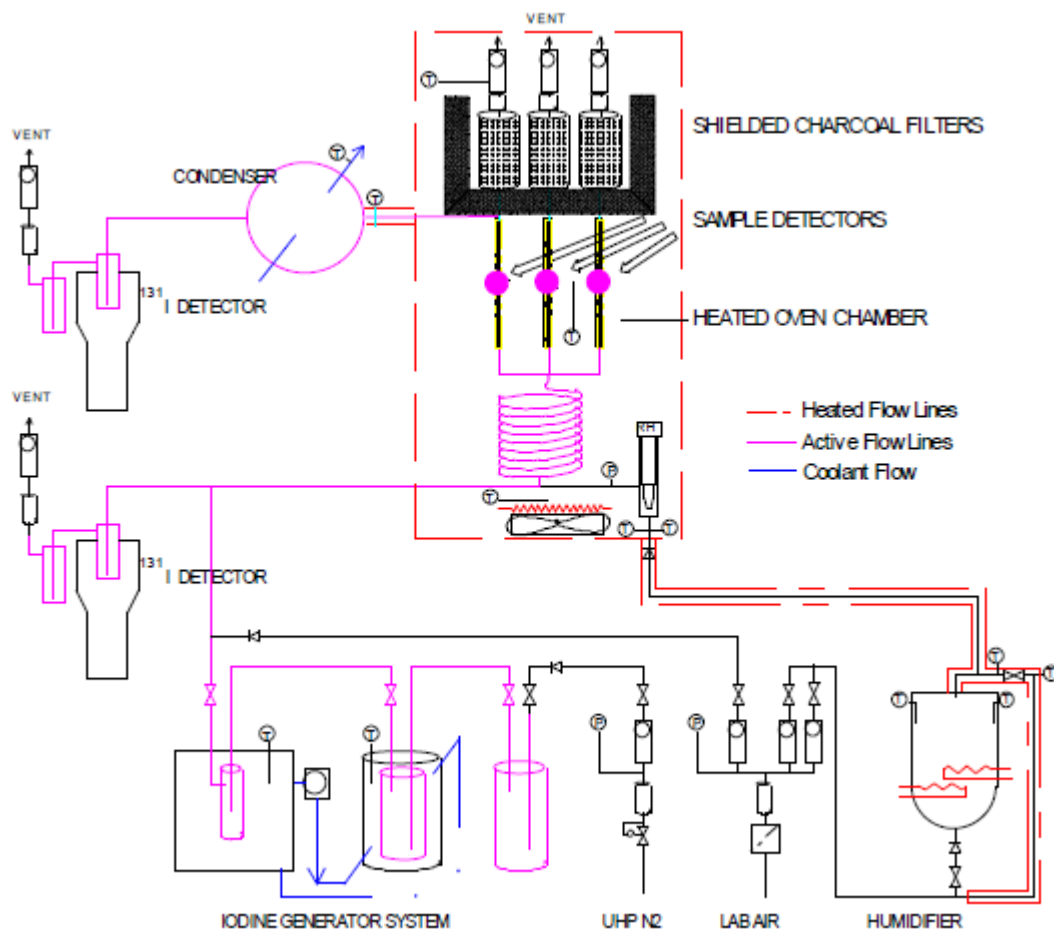 VENT
SHIELDED CHARCOAL FILTERS
T
VENT
CONDENSER
T
T
SAMPLE DETECTORS
131 I DETECTOR
T
HEATED OVEN CHAMBER
VENT
Heated Flow Lines
RH
Active Flow Lines
P
Coolant Flow
T
T
T
131 I DETECTOR
T
T
T
T
T
T
P
P
IODINE GENERATOR SYSTEM
UHP N2
LAB AIR
HUMIDIFIER